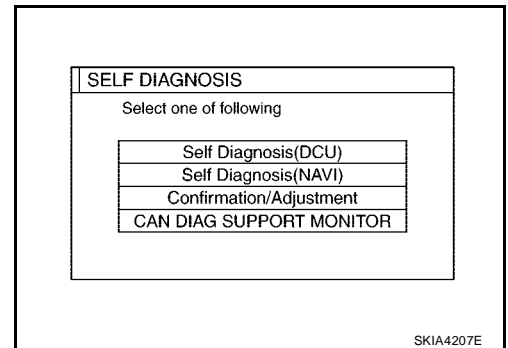 SELF DIAGNOSIS
Select one of following
Self Diagnosis(DCU)
Self Diagnosis(NAVI)
Confirmation/Adjustment
CAN DIAG SUPPORT MONITOR
SKIA4207E